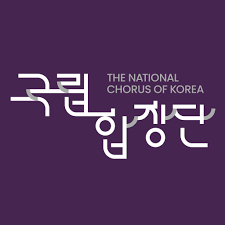 국립
THE NATIONAL
CHORUS OF KOREA
합창단